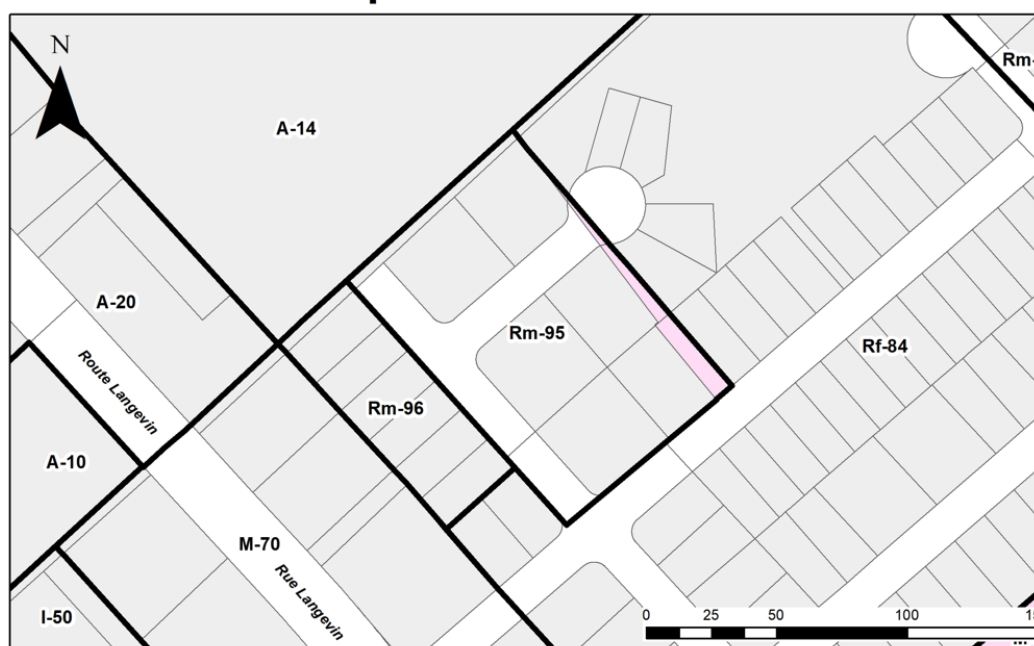 N
Rm-
A-14
A-20
Rm-95
Rf-84
Route Langevin
Rm-96
A-10
M-70
Rue Langevin
I-50
0 25 50 100